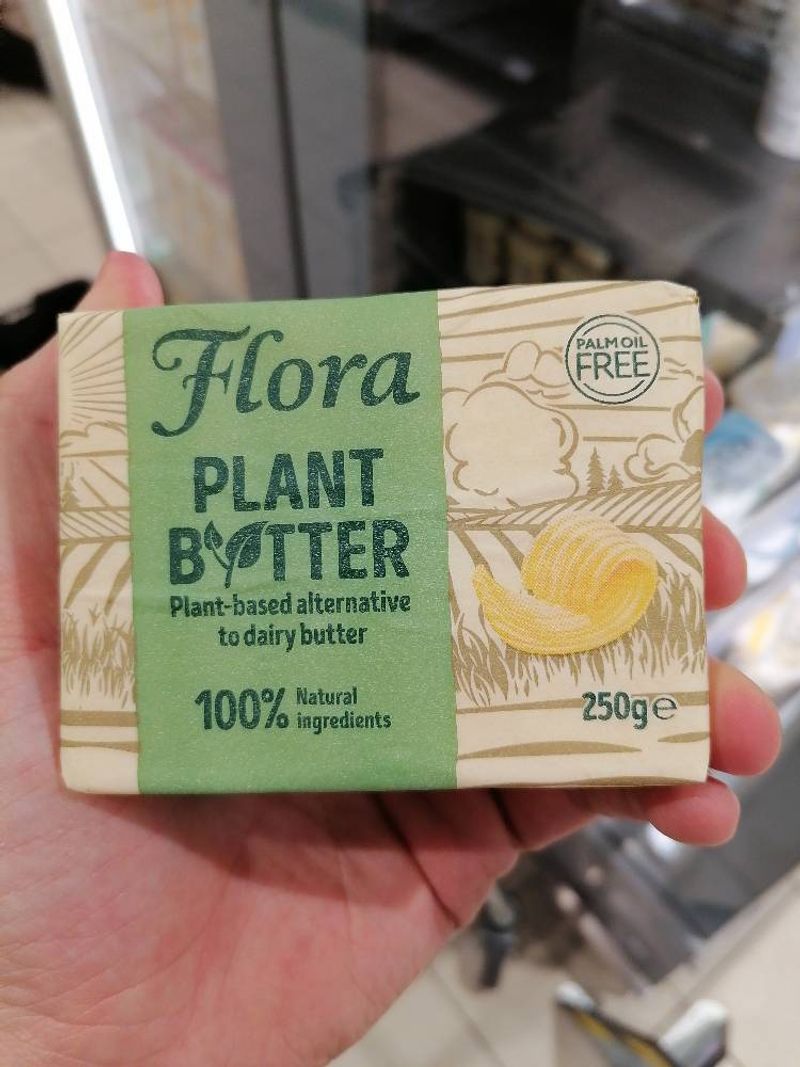 Flora
PLANT
BUTTER
Plant-based alternative
to dairy butter
100% Natural
ingredients
PALM OIL
FREE
250g e